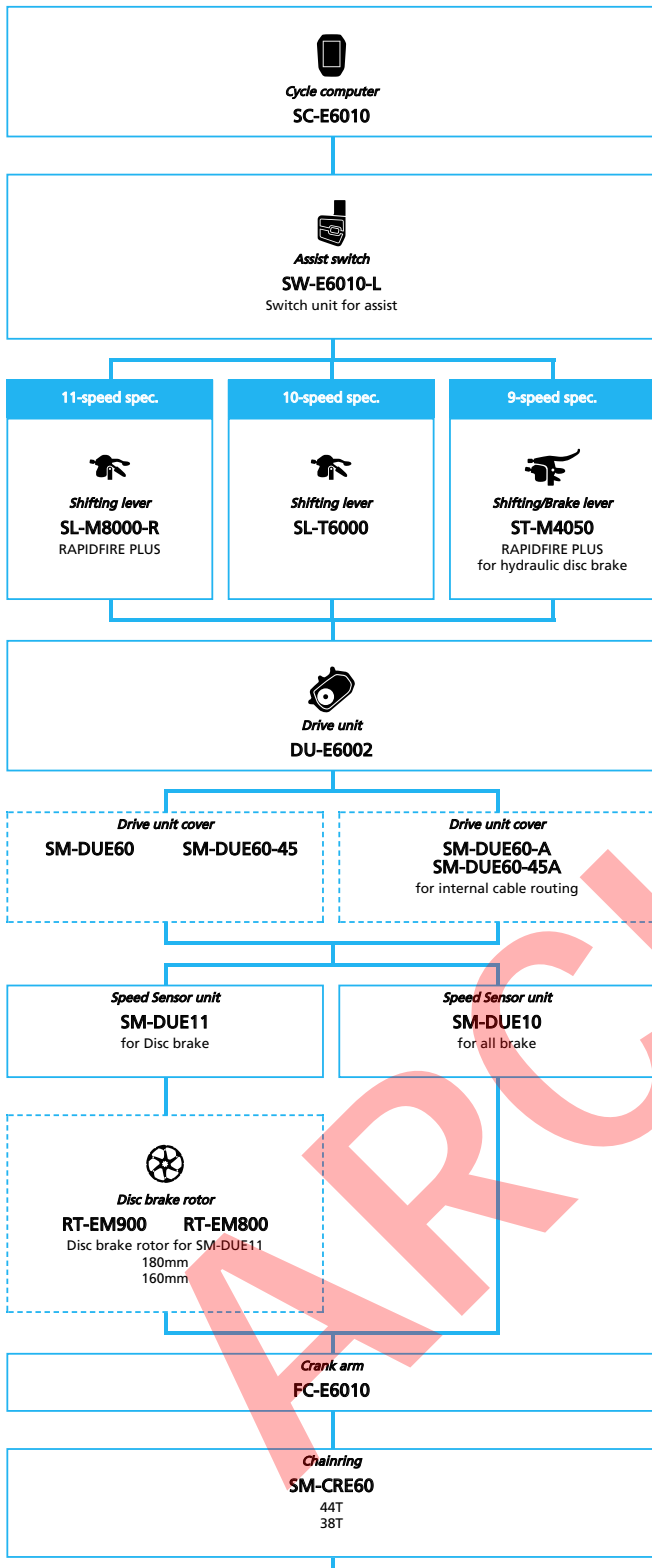 Cycle computer
SC-E6010
Assist switch
SW-E6010-L
Switch unit for assist
11-speed spec.
10-speed spec.
9-speed spec.
Shifting lever
SL-M8000-R
RAPIDFIRE PLUS
Shifting lever
SL-T6000
Shifting/Brake lever
ST-M4050
RAPIDFIRE PLUS
for hydraulic disc brake
Drive unit
DU-E6002
Drive unit cover
SM-DUE60 SM-DUE60-45
Drive unit cover
SM-DUE60-A
SM-DUE60-45A
for internal cable routing
Speed Sensor unit
SM-DUE11
for Disc brake
Speed Sensor unit
SM-DUE10
for all brake
Disc brake rotor
RT-EM900 RT-EM800
Disc brake rotor for SM-DUE11
180mm
160mm
Crank arm
FC-E6010
Chainring
SM-CRE60
44T
38T